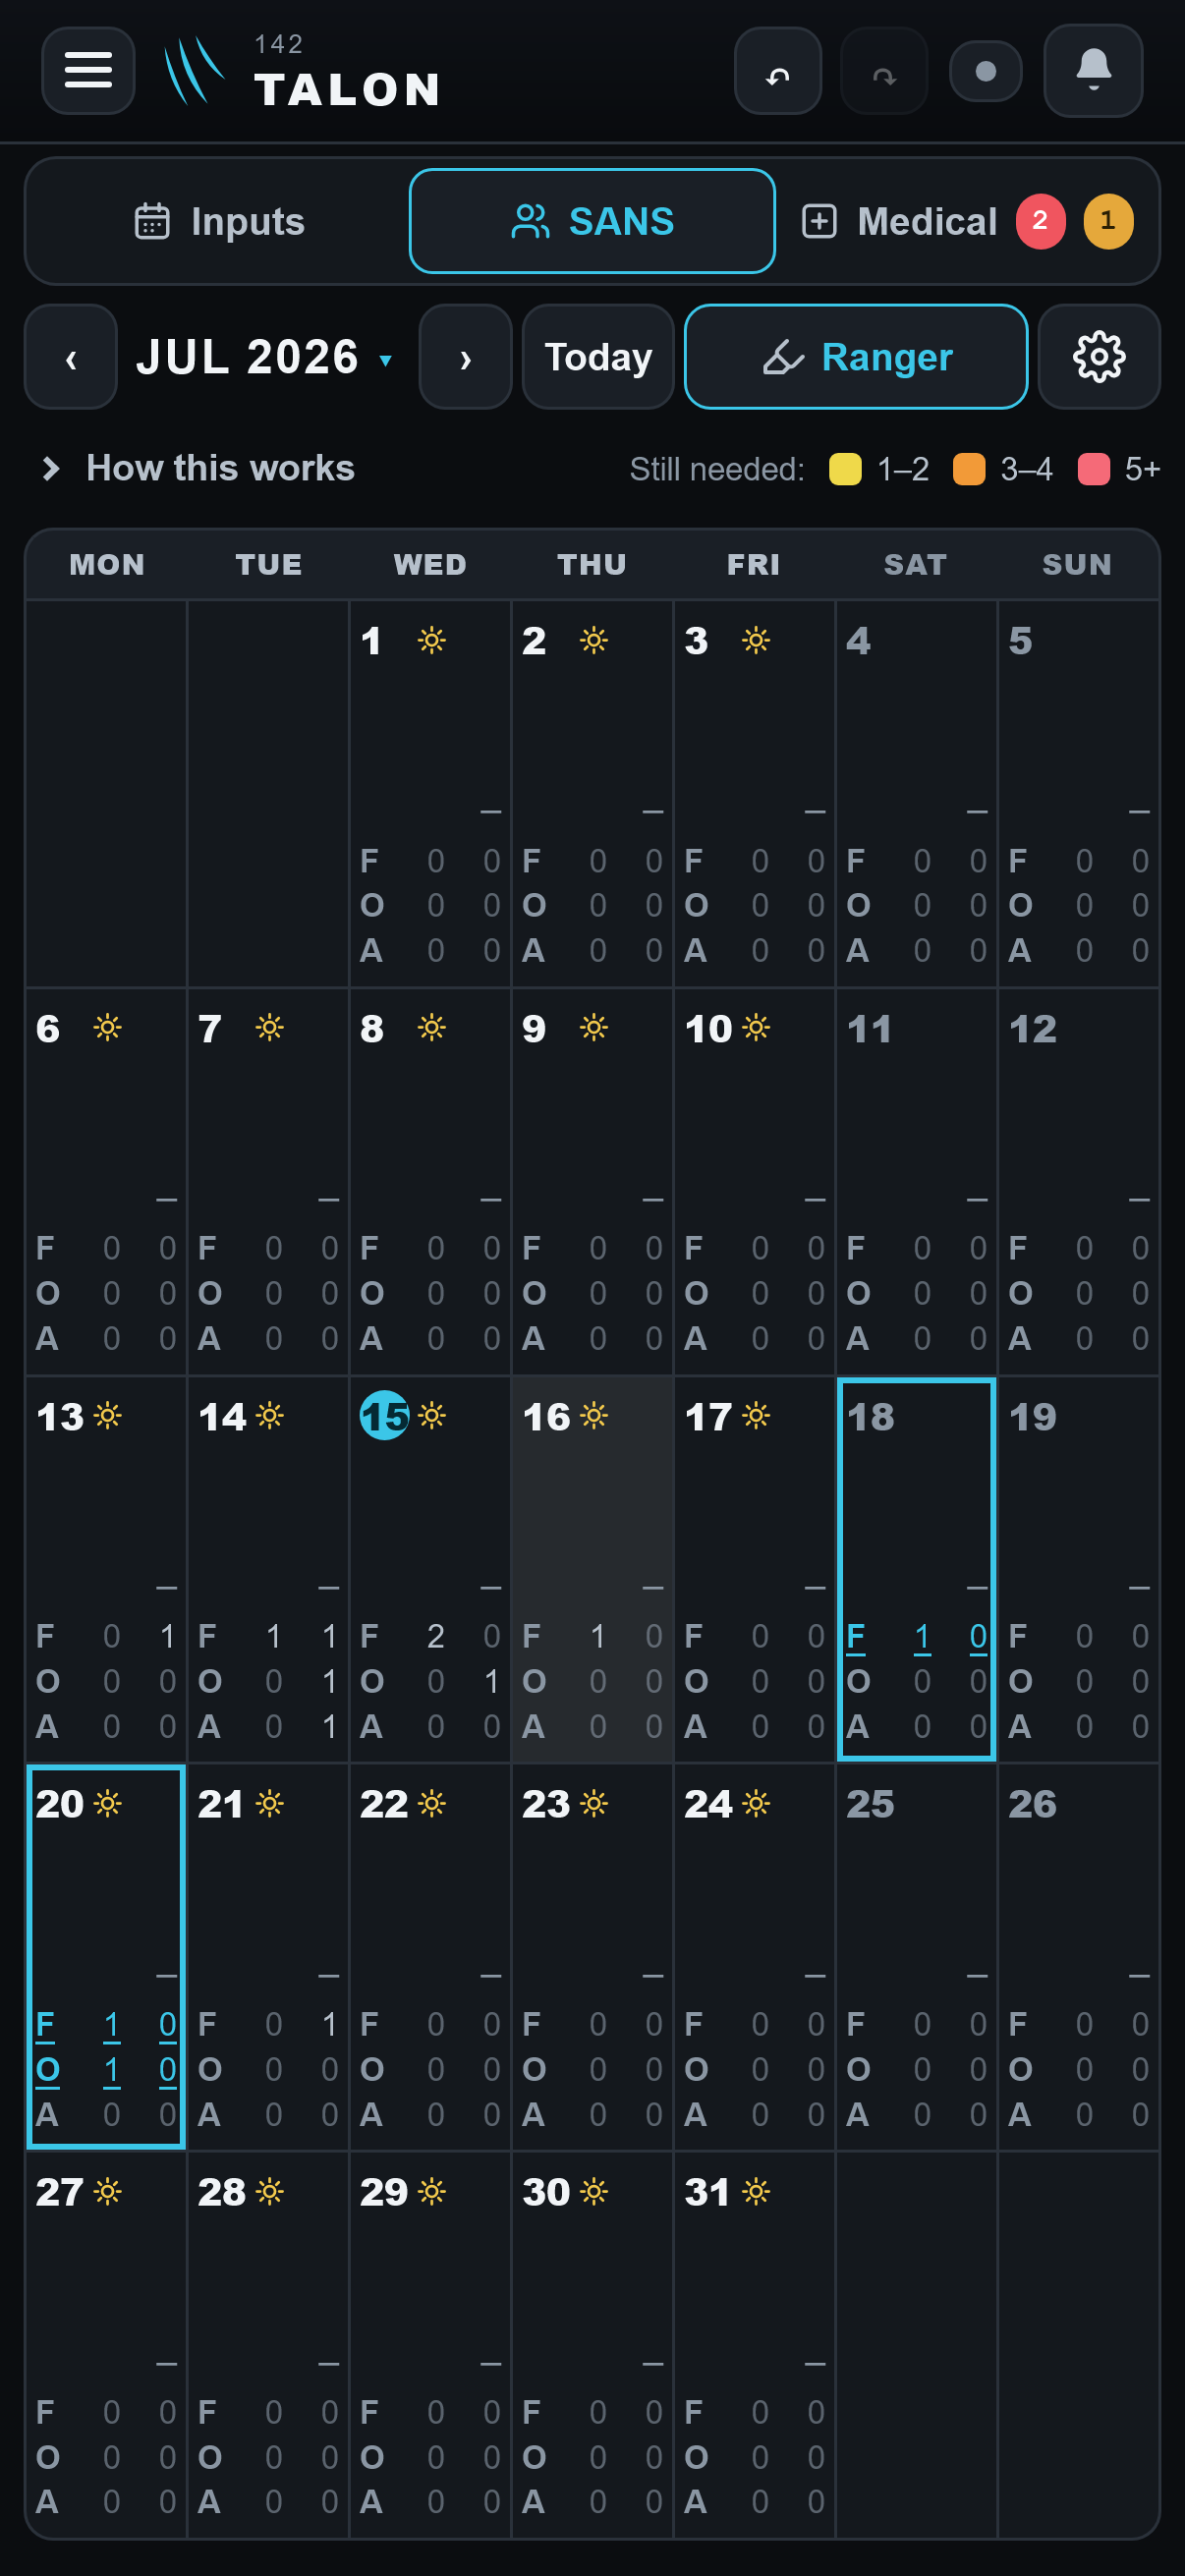 142
TALON
Inputs
SANS
Medical 2 1
‹ JUL 2026 ▾ › Today Ranger
How this works
Still needed: 1–2 3–4 5+
MON TUE WED THU FRI SAT SUN
1 2 3 4 5
– – – – –
F 0 0 F 0 0 F 0 0 F 0 0 F 0 0
O 0 0 O 0 0 O 0 0 O 0 0 O 0 0
A 0 0 A 0 0 A 0 0 A 0 0 A 0 0
6 7 8 9 10 11 12
– – – – – – –
F 0 0 F 0 0 F 0 0 F 0 0 F 0 0 F 0 0 F 0 0
O 0 0 O 0 0 O 0 0 O 0 0 O 0 0 O 0 0 O 0 0
A 0 0 A 0 0 A 0 0 A 0 0 A 0 0 A 0 0 A 0 0
13 14 15 16 17 18 19
– – – – – – –
F 0 1 F 1 1 F 2 0 F 1 0 F 0 0 F 1 0 F 0 0
O 0 0 O 0 1 O 0 1 O 0 0 O 0 0 O 0 0 O 0 0
A 0 0 A 0 1 A 0 0 A 0 0 A 0 0 A 0 0 A 0 0
20 21 22 23 24 25 26
– – – – – – –
F 1 0 F 0 1 F 0 0 F 0 0 F 0 0 F 0 0 F 0 0
O 1 0 O 0 0 O 0 0 O 0 0 O 0 0 O 0 0 O 0 0
A 0 0 A 0 0 A 0 0 A 0 0 A 0 0 A 0 0 A 0 0
27 28 29 30 31
– – – – –
F 0 0 F 0 0 F 0 0 F 0 0 F 0 0
O 0 0 O 0 0 O 0 0 O 0 0 O 0 0
A 0 0 A 0 0 A 0 0 A 0 0 A 0 0